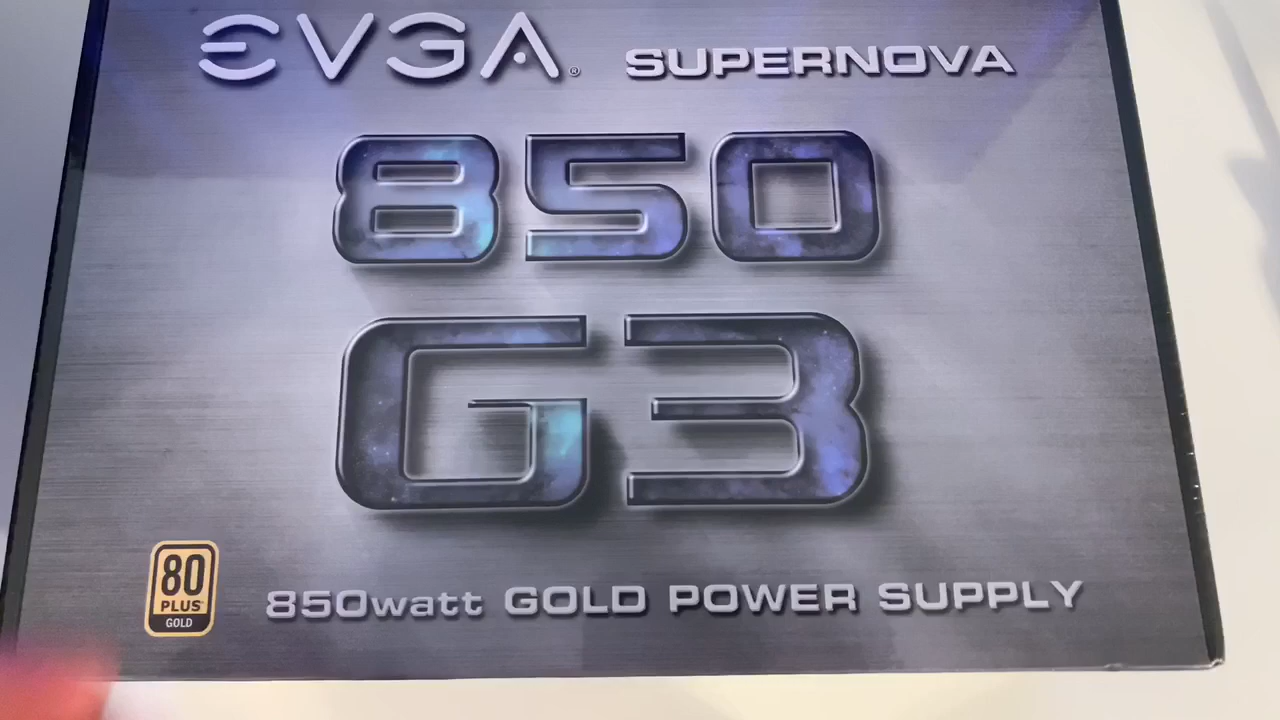 EVGA® SUPERNOVA
850
G3
80
PLUS
GOLD
850watt GOLD POWER SUPPLY